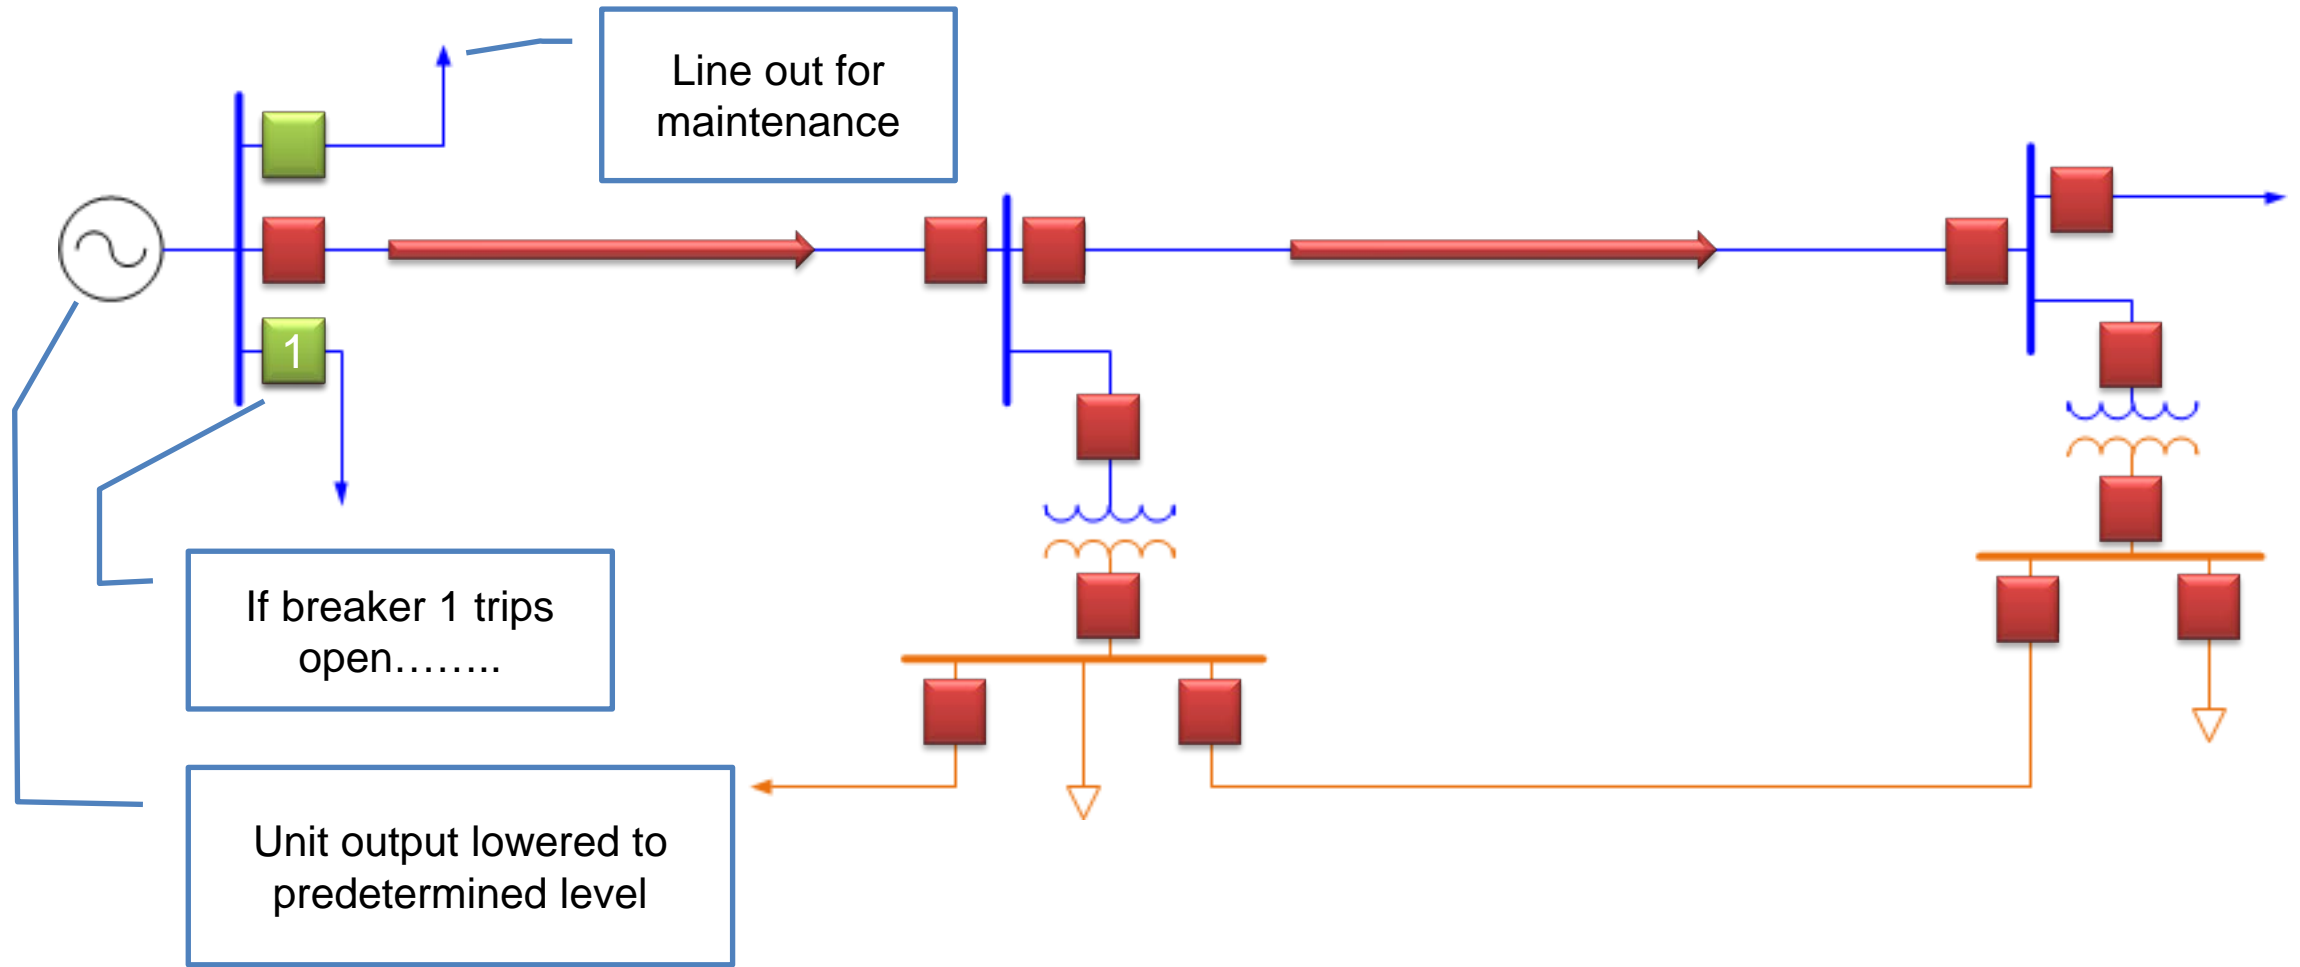 Line out for
maintenance
1
If breaker 1 trips
open……..
Unit output lowered to
predetermined level